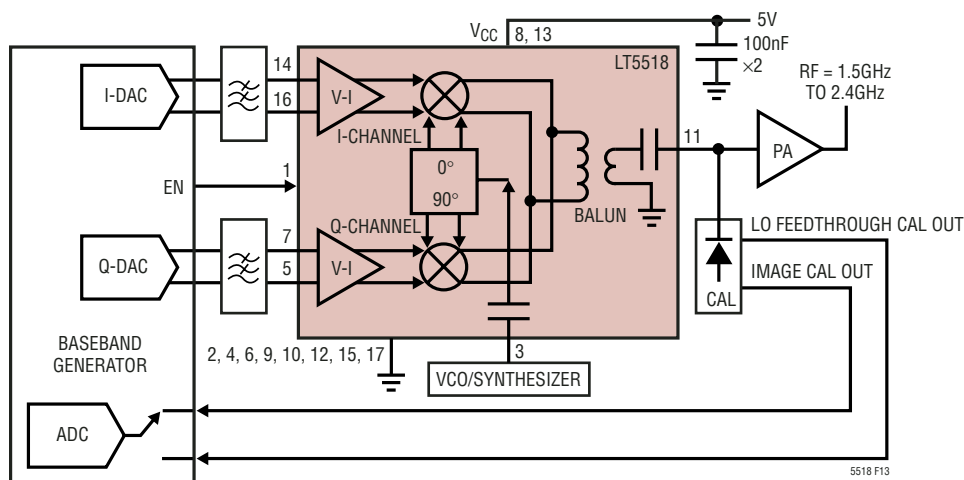 VCC
8, 13
5V
100nF
×2
LT5518
RF = 1.5GHz
TO 2.4GHz
I-DAC
14
16
V-I
I-CHANNEL
11
PA
EN
1
0°
90°
BALUN
Q-CHANNEL
Q-DAC
7
5
V-I
LO FEEDTHROUGH CAL OUT
IMAGE CAL OUT
CAL
BASEBAND
GENERATOR
2, 4, 6, 9, 10, 12, 15, 17
3
VCO/SYNTHESIZER
ADC
5518 F13